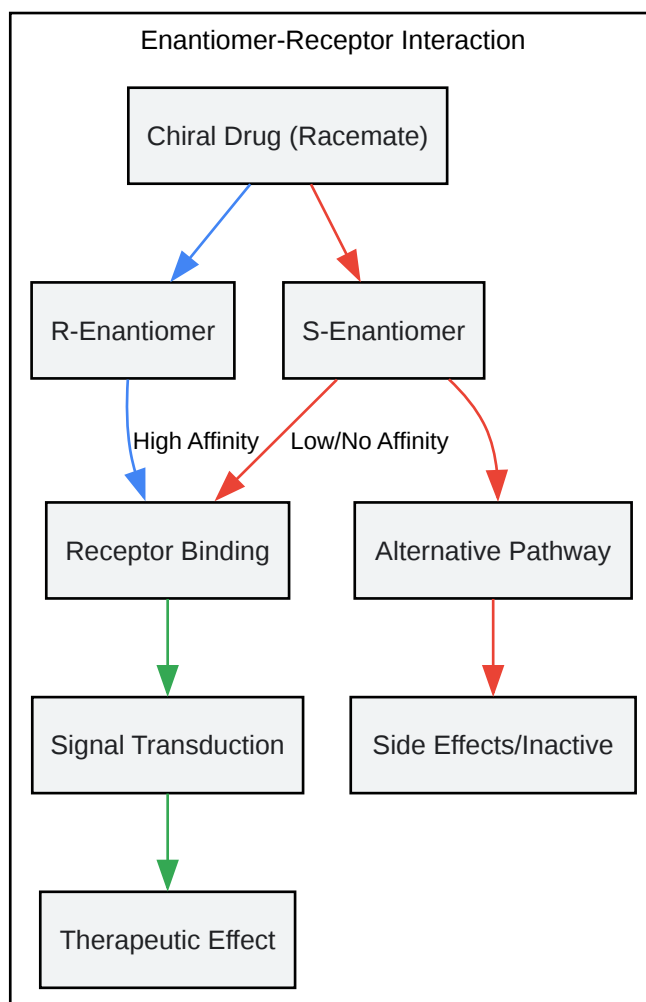 Enantiomer-Receptor Interaction
Chiral Drug (Racemate)
R-Enantiomer
S-Enantiomer
High Affinity
Low/No Affinity
Receptor Binding
Alternative Pathway
Signal Transduction
Side Effects/Inactive
Therapeutic Effect